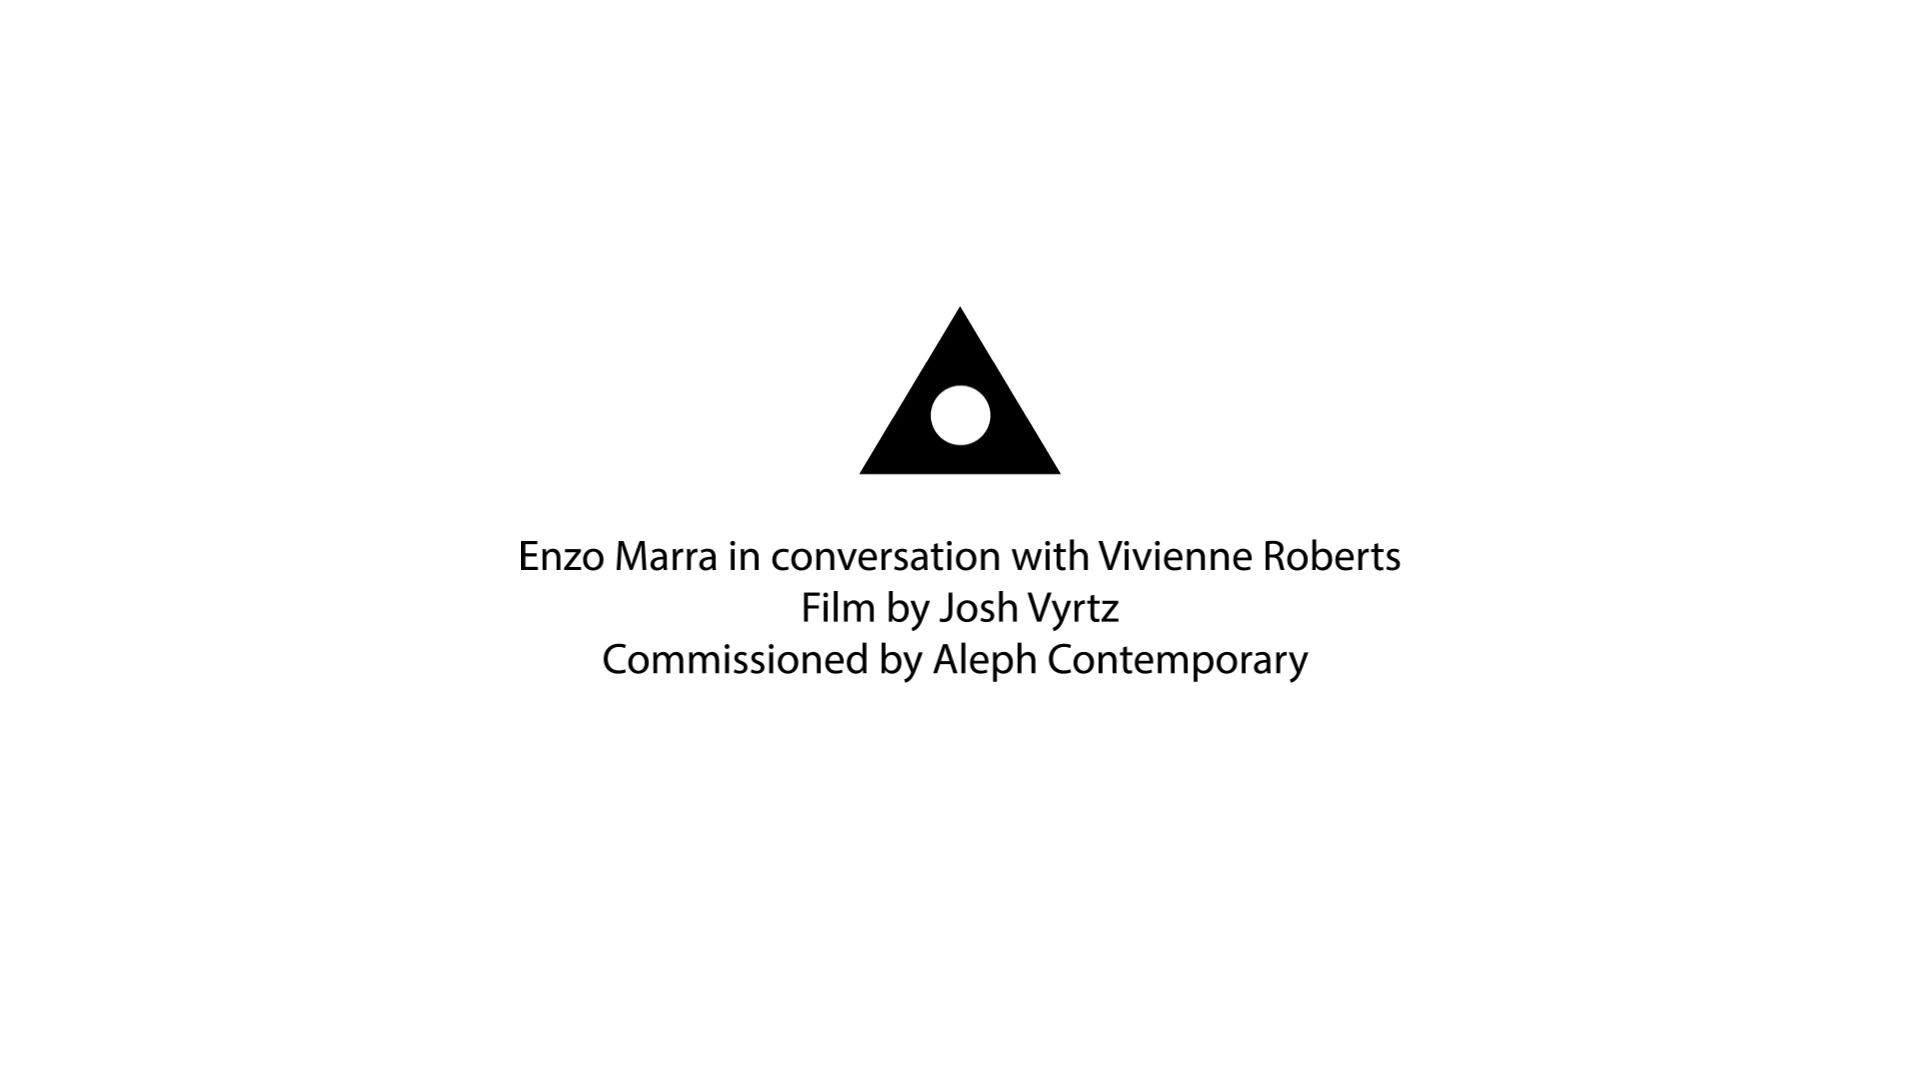 Enzo Marra in conversation with Vivienne Roberts
Film by Josh Vyrtz
Commissioned by Aleph Contemporary